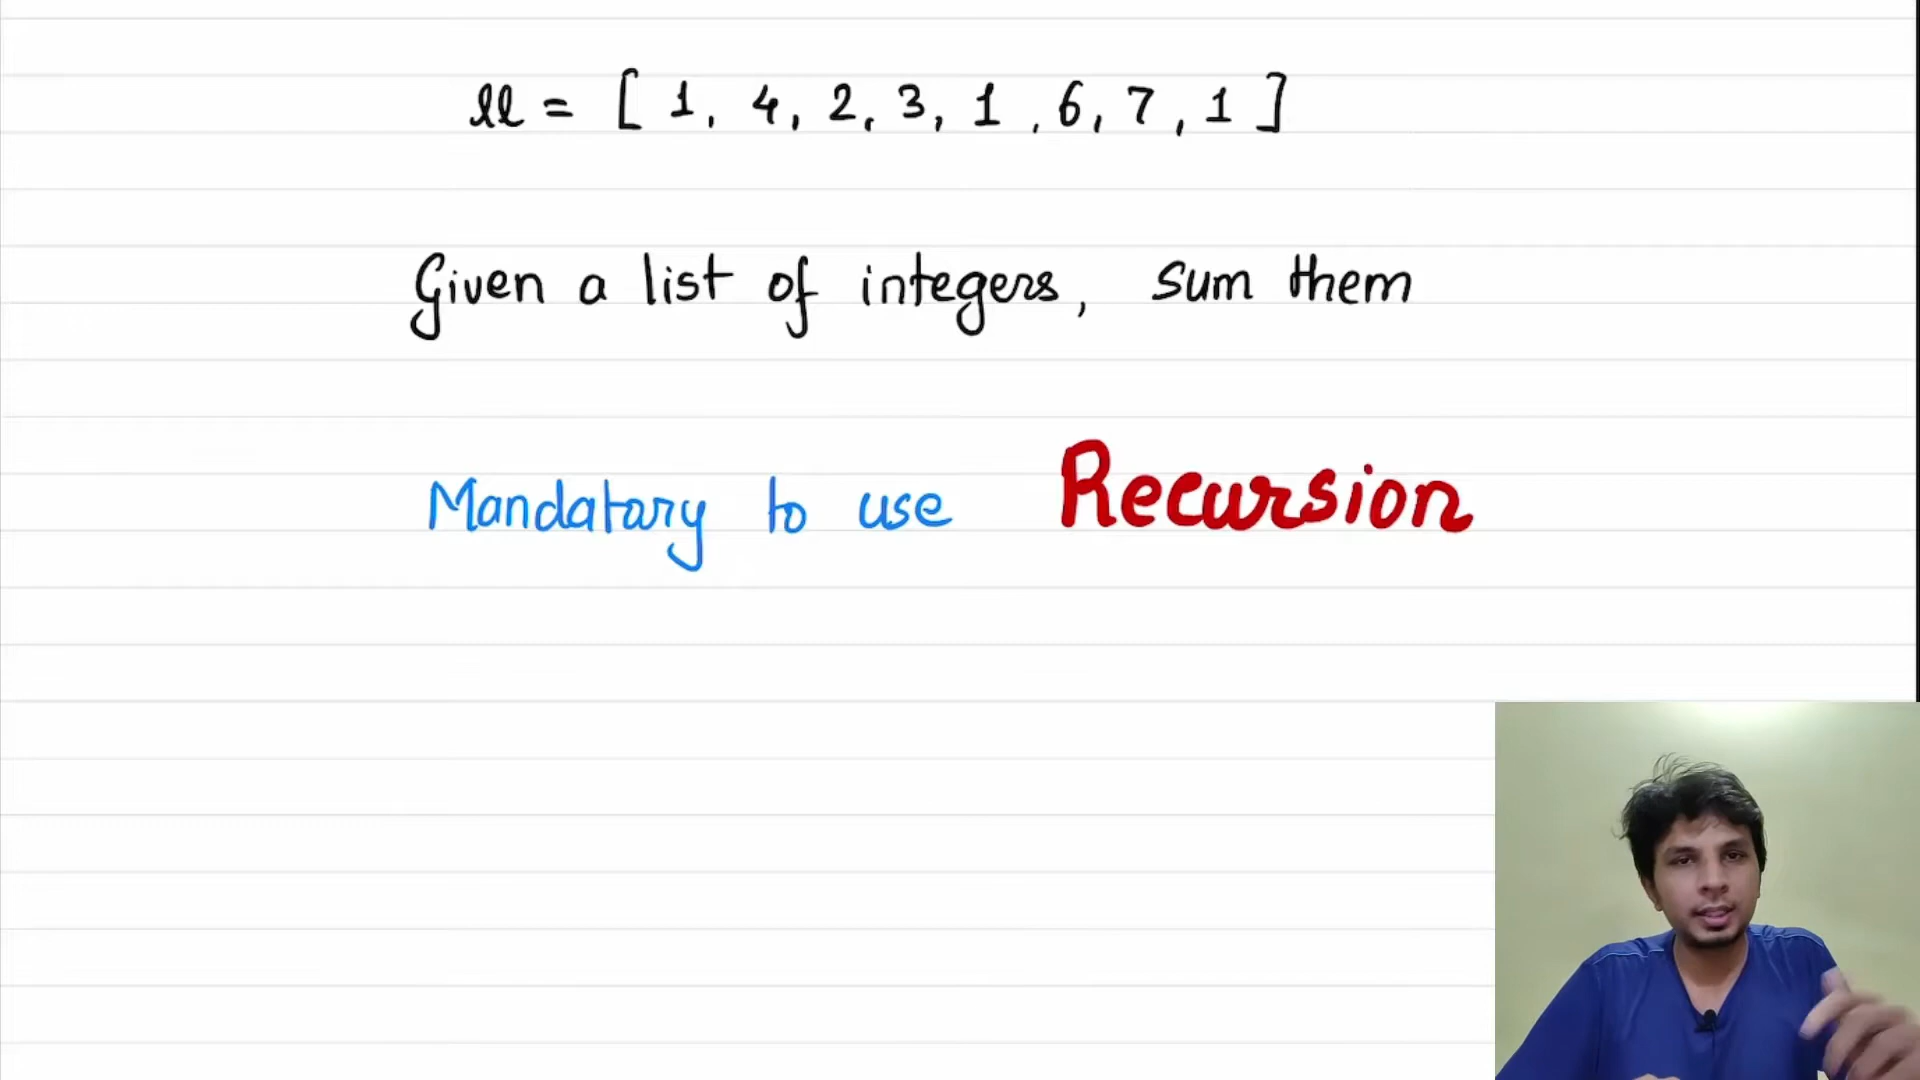 ll = [ 1, 4, 2, 3, 1, 6, 7, 1 ]
Given a list of integers, sum them
Mandatory to use Recursion